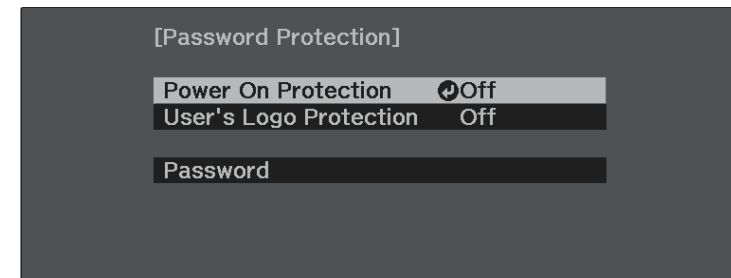 [Password Protection]
Power On Protection Off
User's Logo Protection Off
Password